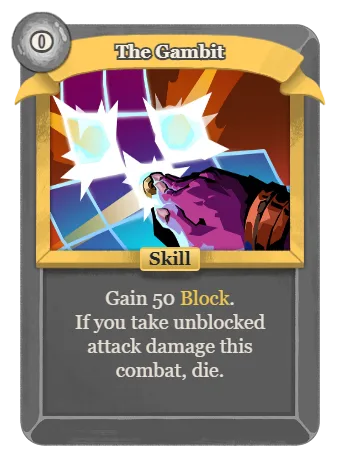 0
The Gambit
Skill
Gain 50 Block.
If you take unblocked
attack damage this
combat, die.